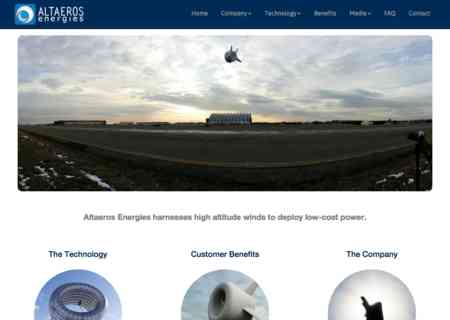 ALTAEROS
energies
Home Company Technology Benefits Media FAQ Contact
Altaeros Energies harnesses high altitude winds to deploy low-cost power.
The Technology Customer Benefits The Company